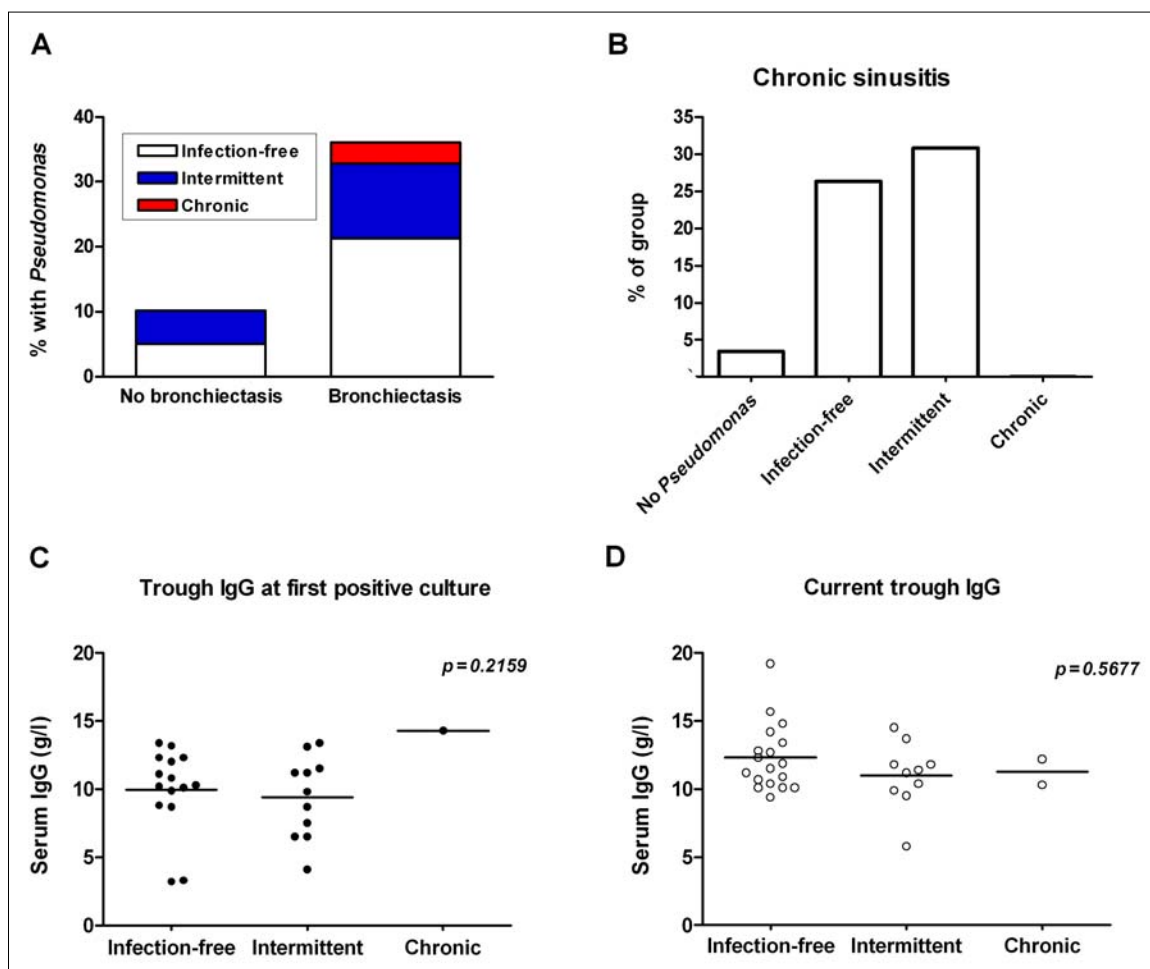 A
% with Pseudomonas
40
30
20
10
0
Infection-free
Intermittent
Chronic
No bronchiectasis
Bronchiectasis
B
Chronic sinusitis
% of group
35
30
25
20
15
10
5
No Pseudomonas
Infection-free
Intermittent
Chronic
C
Trough IgG at first positive culture
Serum IgG (g/l)
20
15
10
5
0
p=0.2159
Infection-free
Intermittent
Chronic
D
Current trough IgG
Serum IgG (g/l)
20
15
10
5
0
p=0.5677
Infection-free
Intermittent
Chronic